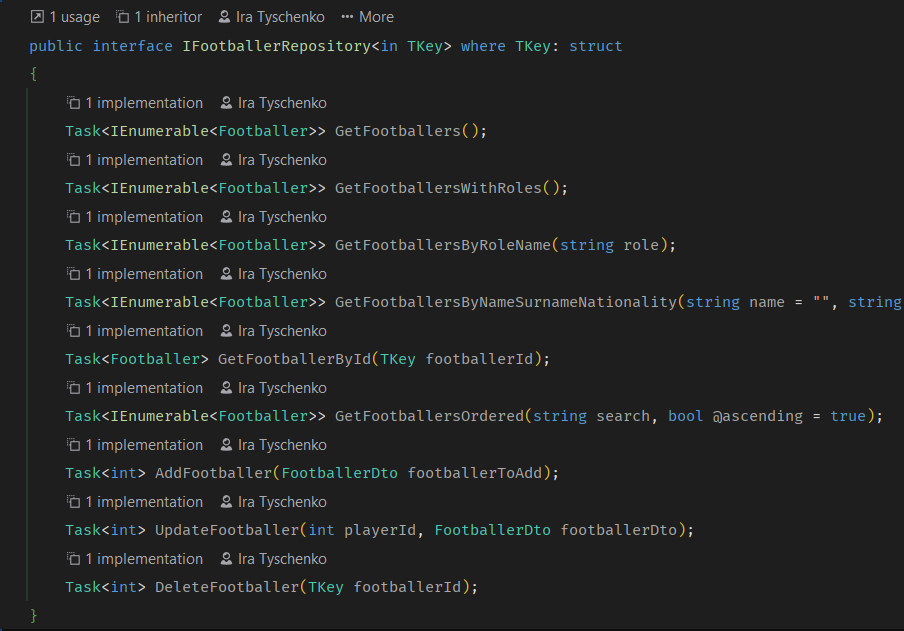 1 usage 1 inheritor Ira Tyschenko ··· More
public interface IFootballerRepository<in TKey> where TKey: struct
{
1 implementation Ira Tyschenko
Task<IEnumerable<Footballer>> GetFootballers();
1 implementation Ira Tyschenko
Task<IEnumerable<Footballer>> GetFootballersWithRoles();
1 implementation Ira Tyschenko
Task<IEnumerable<Footballer>> GetFootballersByRoleName(string role);
1 implementation Ira Tyschenko
Task<IEnumerable<Footballer>> GetFootballersByNameSurnameNationality(string name = "", string
1 implementation Ira Tyschenko
Task<Footballer> GetFootballerById(TKey footballerId);
1 implementation Ira Tyschenko
Task<IEnumerable<Footballer>> GetFootballersOrdered(string search, bool @ascending = true);
1 implementation Ira Tyschenko
Task<int> AddFootballer(FootballerDto footballerToAdd);
1 implementation Ira Tyschenko
Task<int> UpdateFootballer(int playerId, FootballerDto footballerDto);
1 implementation Ira Tyschenko
Task<int> DeleteFootballer(TKey footballerId);
}